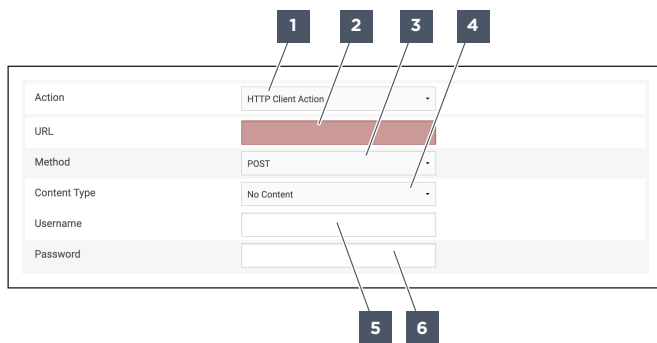 1 2 3 4
Action HTTP Client Action
URL
Method POST
Content Type No Content
Username
Password
5 6